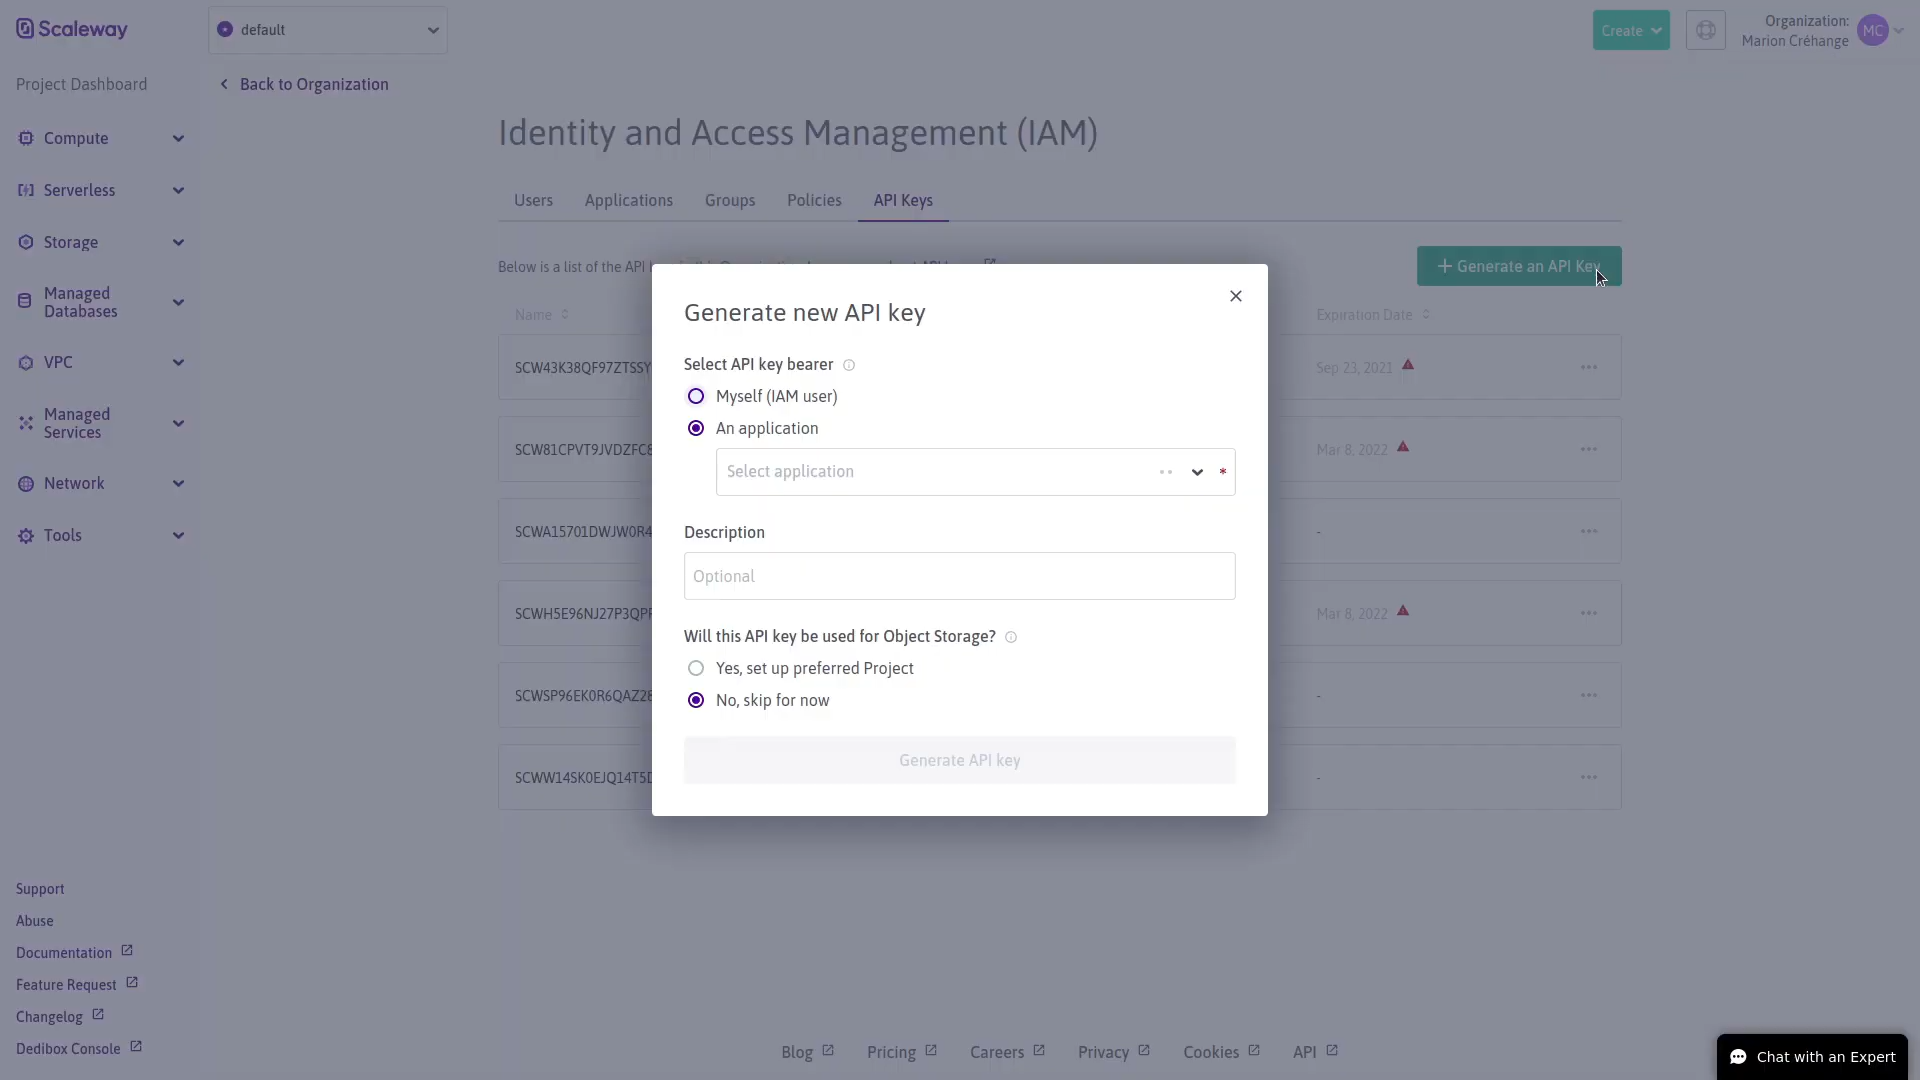 Scaleway
default
Create
Organization:
Marion Créhange
MC
Project Dashboard
Back to Organization
Compute
Serverless
Storage
Managed
Databases
VPC
Managed
Services
Network
Tools
Support
Abuse
Documentation
Feature Request
Changelog
Dedibox Console
Identity and Access Management (IAM)
Users
Applications
Groups
Policies
API Keys
Below is a list of the API
+ Generate an API Key
Name
Expiration Date
SCW43K38QF97ZTSSY
Sep 23, 2021
SCW81CPVT9JVDZFC8
Mar 8, 2022
SCWA15701DWJW0R4
-
SCWH5E96NJ27P3QP
Mar 8, 2022
SCWSP96EK0R6QAZ28
-
SCWW14SK0EJQ14T5
-
Generate new API key
Select API key bearer
Myself (IAM user)
An application
Select application *
Description
Optional
Will this API key be used for Object Storage?
Yes, set up preferred Project
No, skip for now
Generate API key
Blog
Pricing
Careers
Privacy
Cookies
API
Chat with an Expert